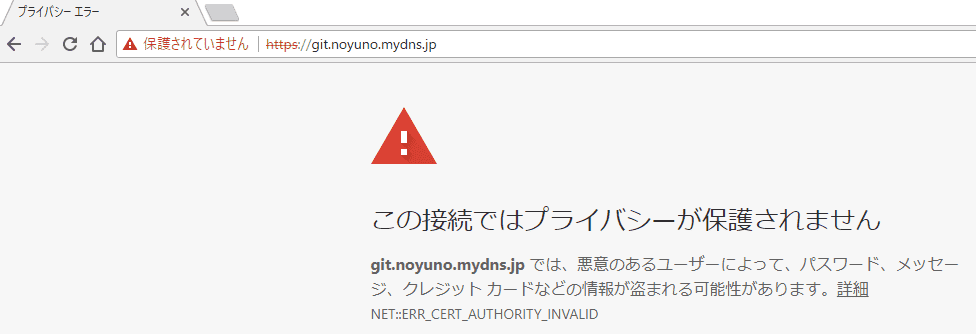 プライバシー エラー
保護されていません https://git.noyuno.mydns.jp
この接続ではプライバシーが保護されません
git.noyuno.mydns.jp では、悪意のあるユーザーによって、パスワード、メッセー
ジ、クレジット カードなどの情報が盗まれる可能性があります。詳細
NET::ERR_CERT_AUTHORITY_INVALID